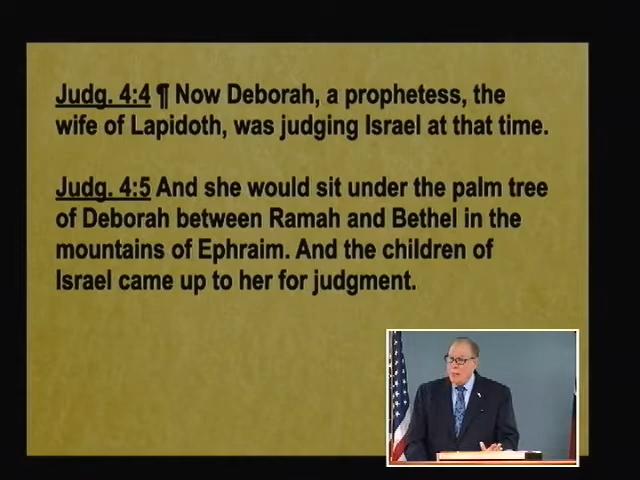 Judg. 4:4 ¶ Now Deborah, a prophetess, the
wife of Lapidoth, was judging Israel at that time.
Judg. 4:5 And she would sit under the palm tree
of Deborah between Ramah and Bethel in the
mountains of Ephraim. And the children of
Israel came up to her for judgment.